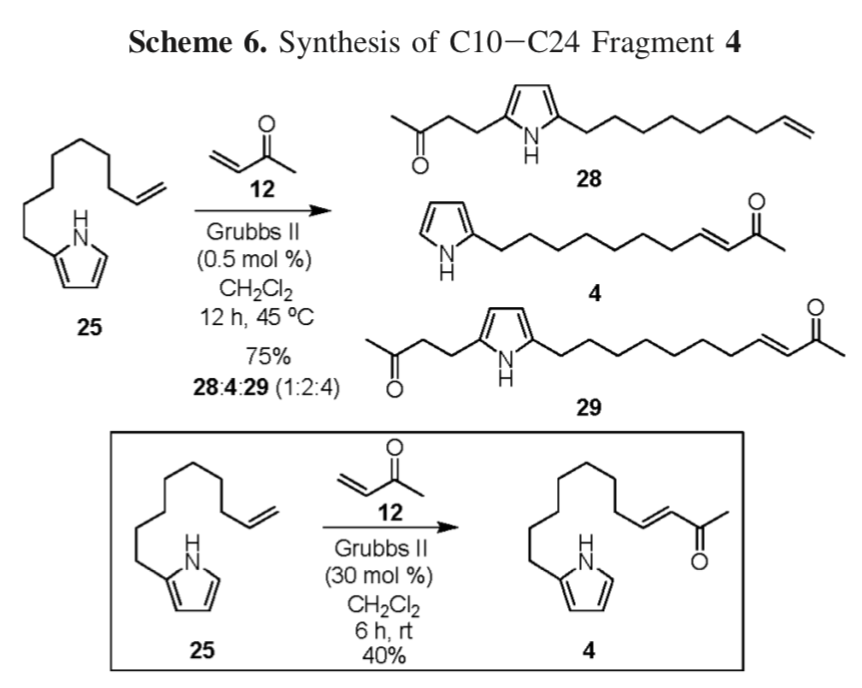 Scheme 6. Synthesis of C10−C24 Fragment 4
O
N
H
28
O
12
H
N
25
Grubbs II
(0.5 mol %)
CH2Cl2
12 h, 45 ºC
75%
28:4:29 (1:2:4)
O
N
H
4
O
O
N
H
29
H
N
25
O
12
Grubbs II
(30 mol %)
CH2Cl2
6 h, rt
40%
H
N
O
4